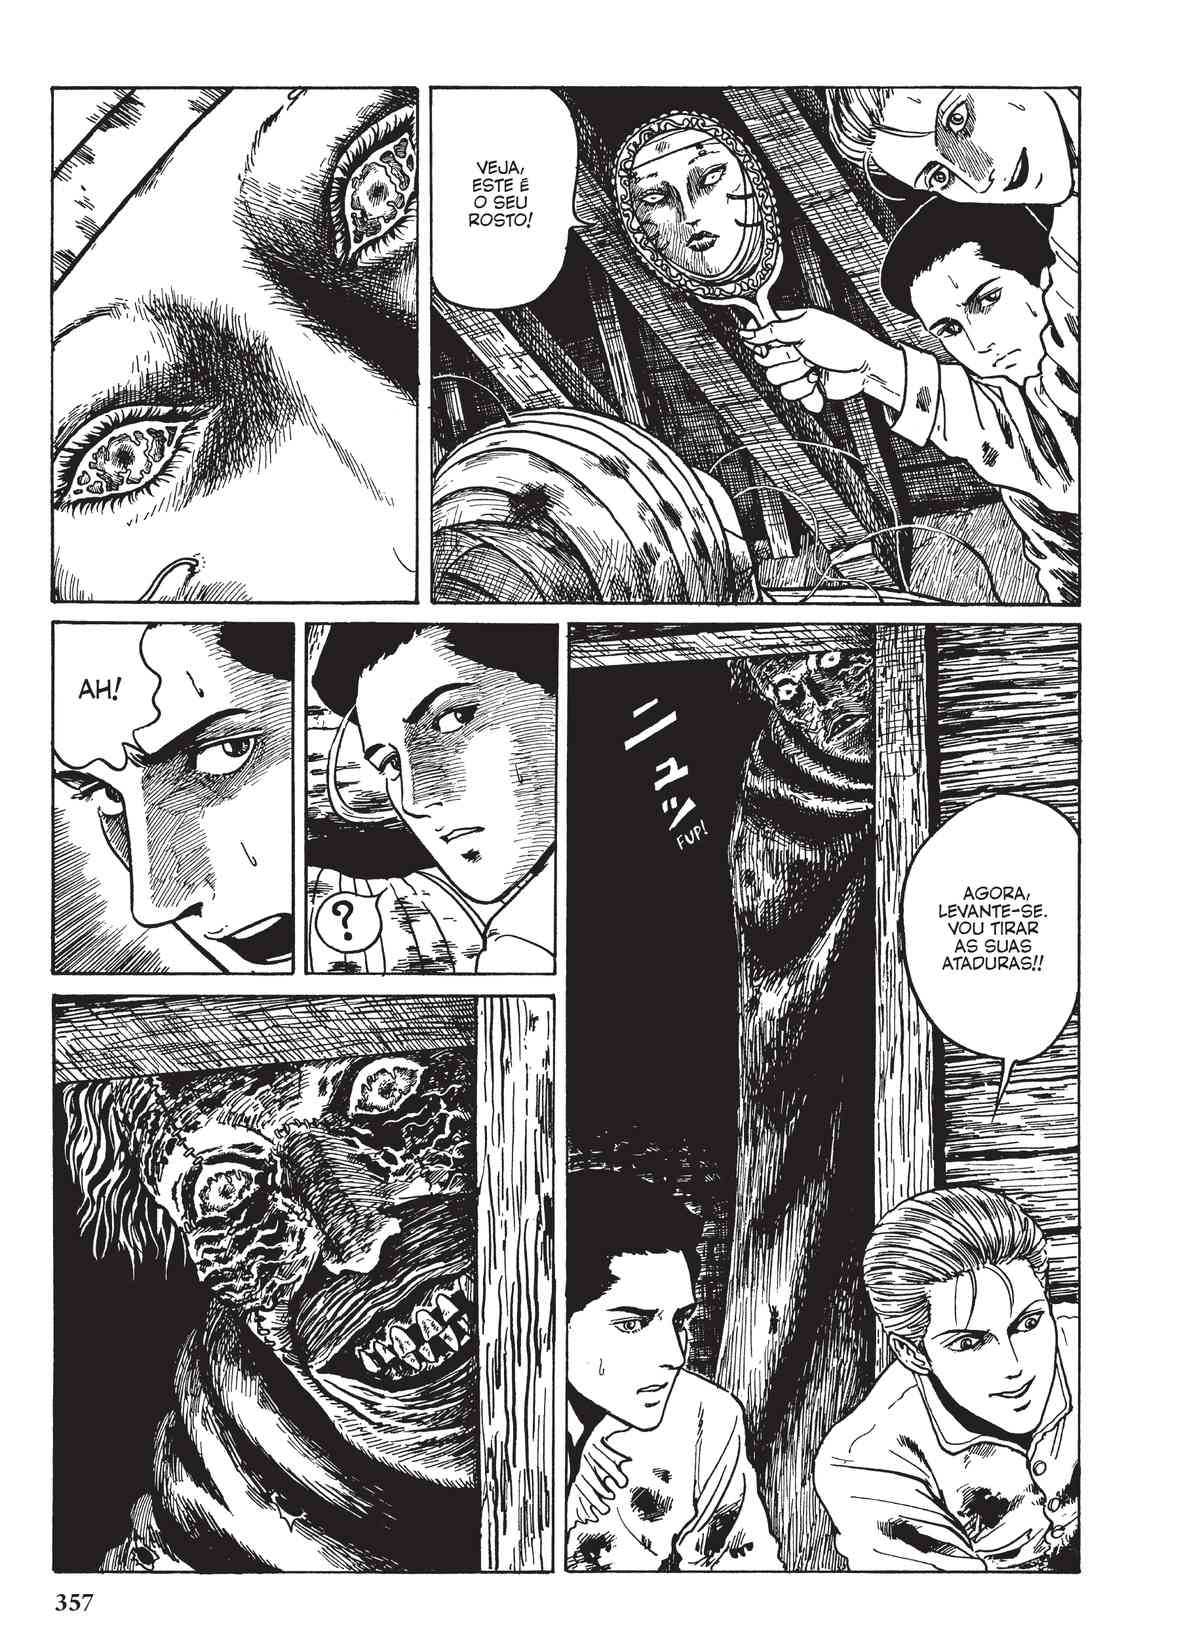 VEJA,
ESTE É
O SEU
ROSTO!
AH!
?
ニュッ
FUP!
AGORA,
LEVANTE-SE.
VOU TIRAR
AS SUAS
ATADURAS!!
357